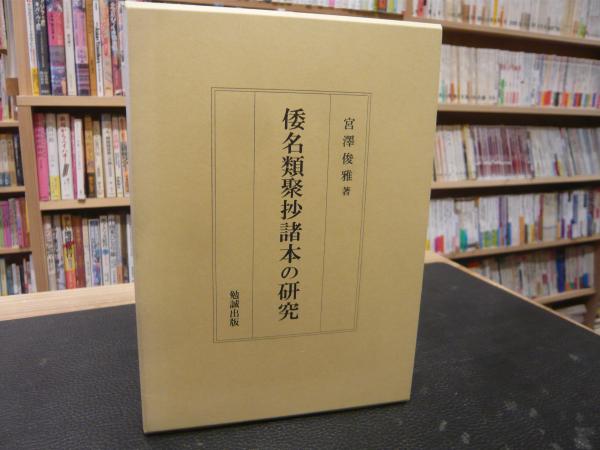 宮澤俊雅 著
倭名類聚抄諸本の研究
勉誠出版